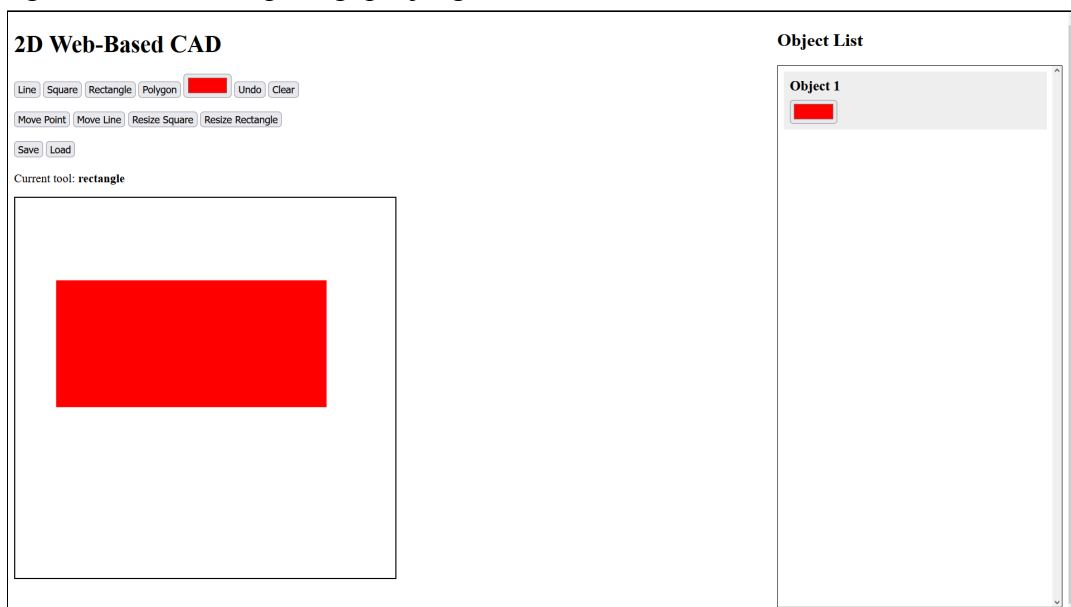 2D Web-Based CAD
Line Square Rectangle Polygon Undo Clear
Move Point Move Line Resize Square Resize Rectangle
Save Load
Current tool: rectangle
Object List
Object 1